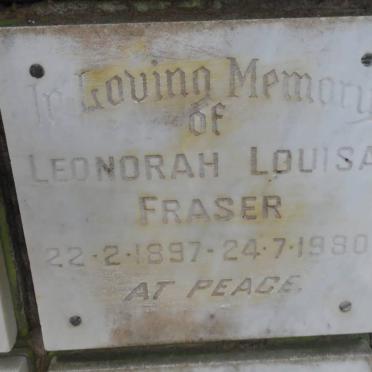 In Loving Memory
of
LEONORAH LOUISA
FRASER
22·2·1897-24·7·1980
AT PEACE.